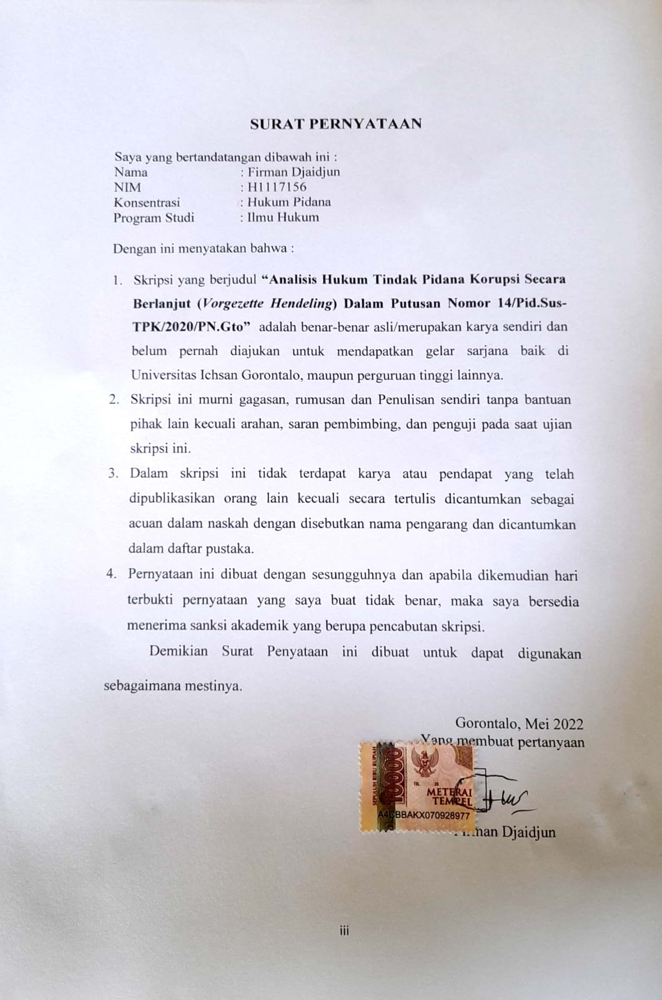 SURAT PERNYATAAN
Saya yang bertandatangan dibawah ini :
Nama : Firman Djaidjun
NIM : H1117156
Konsentrasi : Hukum Pidana
Program Studi : Ilmu Hukum
Dengan ini menyatakan bahwa :
1. Skripsi yang berjudul “Analisis Hukum Tindak Pidana Korupsi Secara
Berlanjut (Vorgezette Hendeling) Dalam Putusan Nomor 14/Pid.Sus-
TPK/2020/PN.Gto” adalah benar-benar asli/merupakan karya sendiri dan
belum pernah diajukan untuk mendapatkan gelar sarjana baik di
Universitas Ichsan Gorontalo, maupun perguruan tinggi lainnya.
2. Skripsi ini murni gagasan, rumusan dan Penulisan sendiri tanpa bantuan
pihak lain kecuali arahan, saran pembimbing, dan penguji pada saat ujian
skripsi ini.
3. Dalam skripsi ini tidak terdapat karya atau pendapat yang telah
dipublikasikan orang lain kecuali secara tertulis dicantumkan sebagai
acuan dalam naskah dengan disebutkan nama pengarang dan dicantumkan
dalam daftar pustaka.
4. Pernyataan ini dibuat dengan sesungguhnya dan apabila dikemudian hari
terbukti pernyataan yang saya buat tidak benar, maka saya bersedia
menerima sanksi akademik yang berupa pencabutan skripsi.
Demikian Surat Penyataan ini dibuat untuk dapat digunakan
sebagaimana mestinya.
Gorontalo, Mei 2022
Yang membuat pertanyaan
SEPULUH RIBU RUPIAH
10000
TGL. 20
METERAI
TEMPEL
A4CBBAKX070928977
Firman Djaidjun
iii